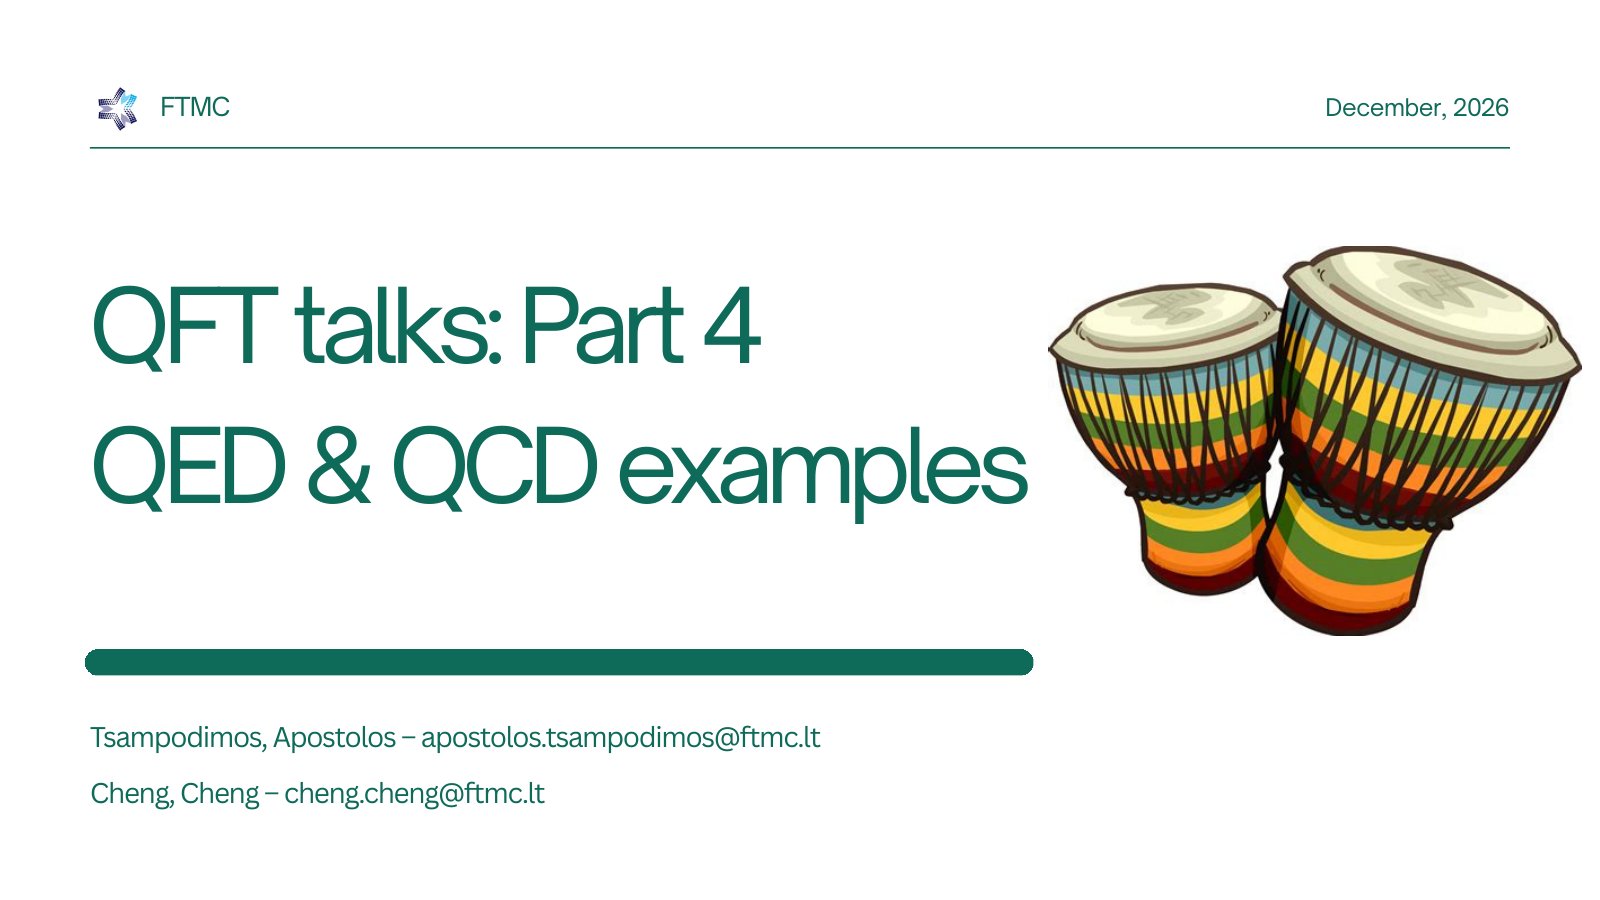 FTMC
December, 2026
QFT talks: Part 4
QED & QCD examples
Tsampodimos, Apostolos – apostolos.tsampodimos@ftmc.lt
Cheng, Cheng – cheng.cheng@ftmc.lt